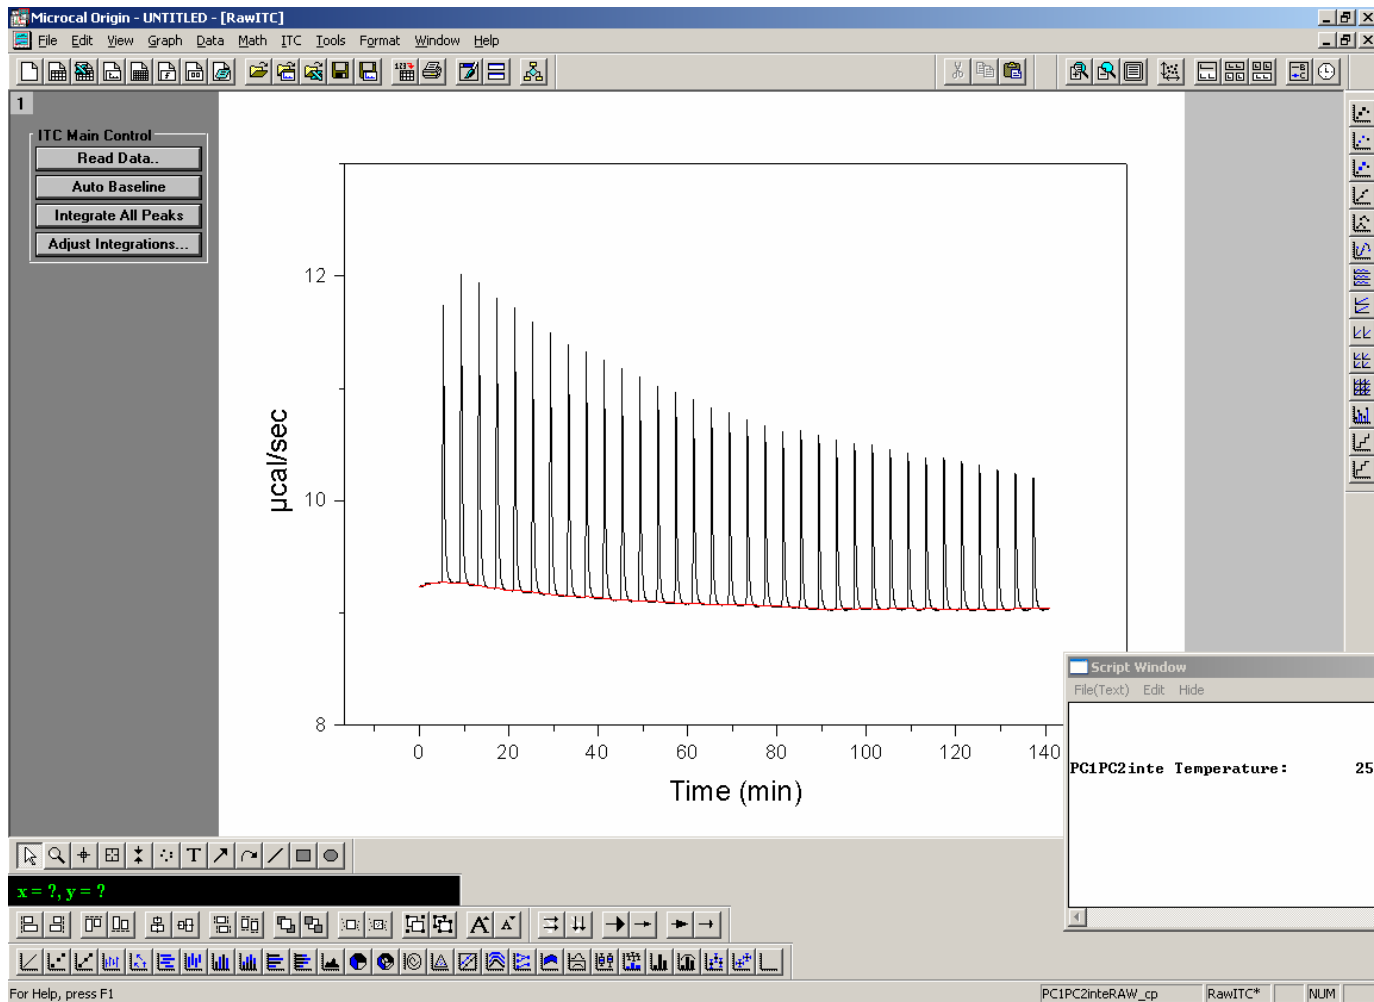 Microcal Origin - UNTITLED - [RawITC]
File Edit View Graph Data Math ITC Tools Format Window Help
1
ITC Main Control
Read Data..
Auto Baseline
Integrate All Peaks
Adjust Integrations...
12
10
8
µcal/sec
0 20 40 60 80 100 120 140
Time (min)
Script Window
File(Text) Edit Hide
PC1PC2inte Temperature: 25
x = ?, y = ?
For Help, press F1
PC1PC2inteRAW_cp RawITC* NUM